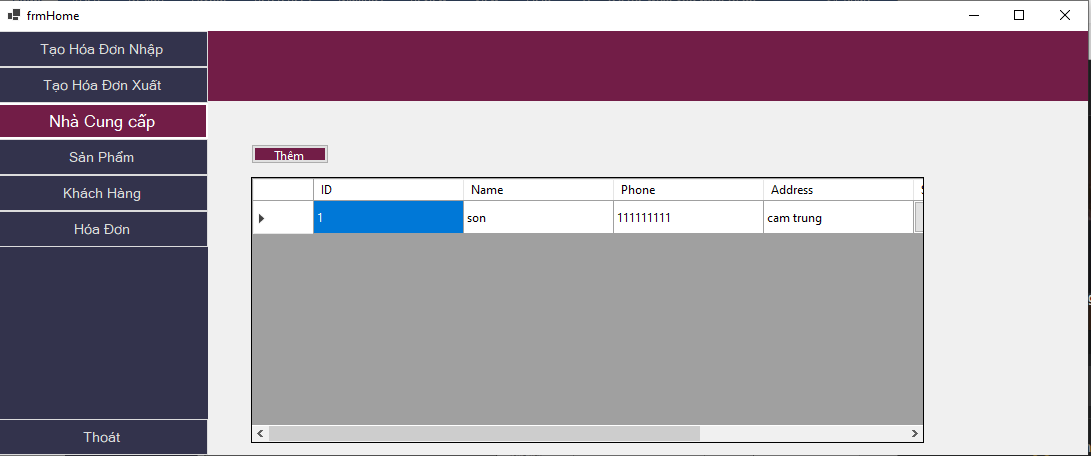 frmHome
Tạo Hóa Đơn Nhập
Tạo Hóa Đơn Xuất
Nhà Cung cấp
Sản Phẩm
Khách Hàng
Hóa Đơn
Thoát
Thêm
ID Name Phone Address
1 son 111111111 cam trung